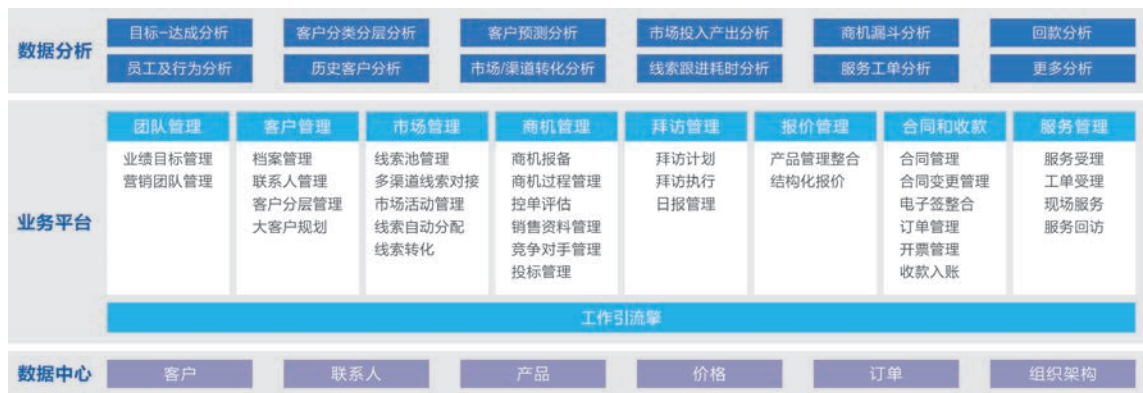 数据分析
目标-达成分析 客户分类分层分析 客户预测分析 市场投入产出分析 商机漏斗分析 回款分析
员工及行为分析 历史客户分析 市场/渠道转化分析 线索跟进耗时分析 服务工单分析 更多分析
业务平台
团队管理
业绩目标管理
营销团队管理
客户管理
档案管理
联系人管理
客户分层管理
大客户规划
市场管理
线索池管理
多渠道线索对接
市场活动管理
线索自动分配
线索转化
商机管理
商机报备
商机过程管理
控单评估
销售资料管理
竞争对手管理
投标管理
拜访管理
拜访计划
拜访执行
日报管理
报价管理
产品管理整合
结构化报价
合同和收款
合同管理
合同变更管理
电子签整合
订单管理
开票管理
收款入账
服务管理
服务受理
工单受理
现场服务
服务回访
工作引流擎
数据中心
客户 联系人 产品 价格 订单 组织架构